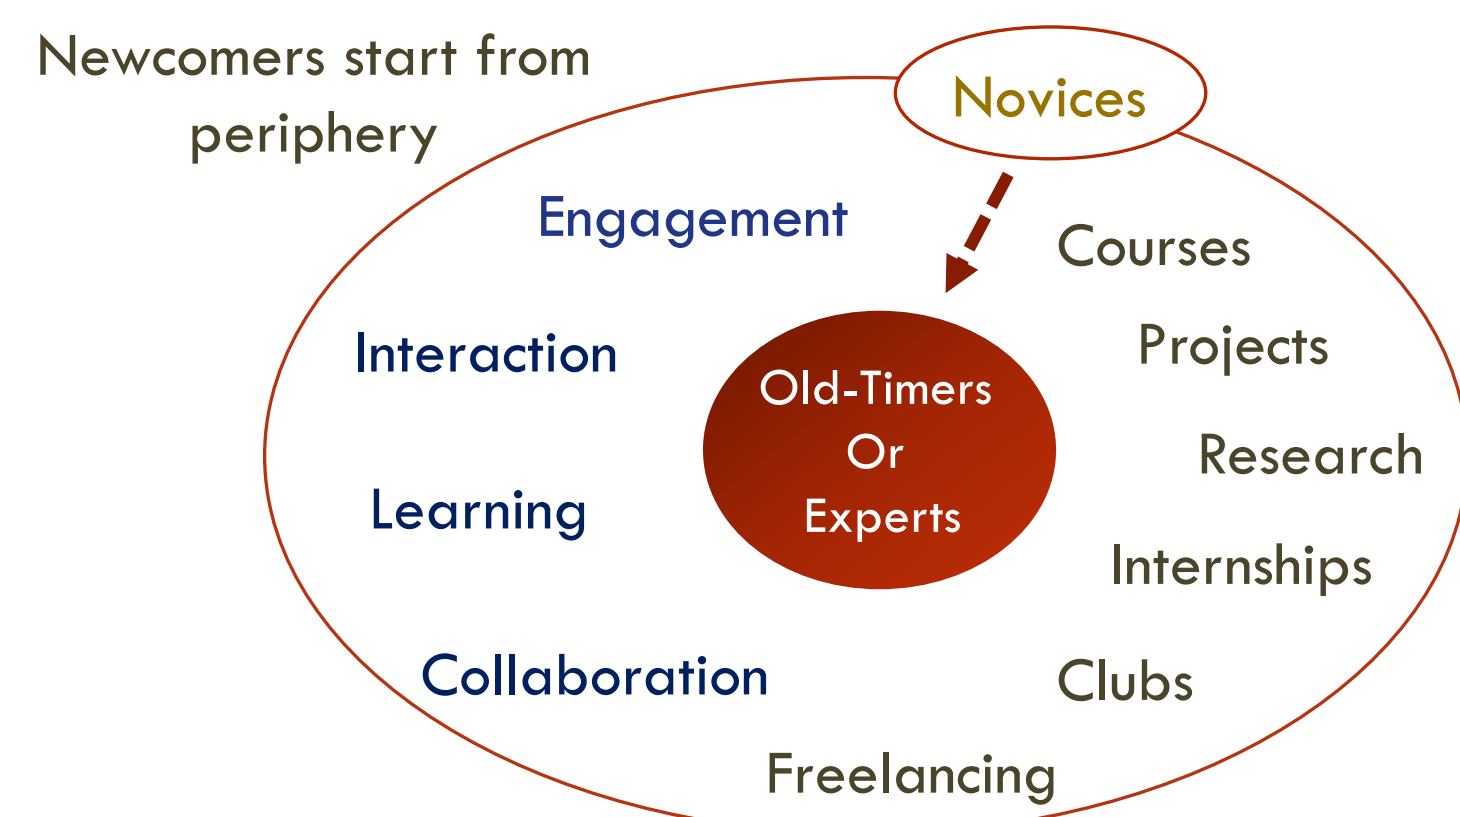 Newcomers start from
periphery
Novices
Engagement
Courses
Interaction
Projects
Old-Timers
Or
Experts
Research
Learning
Internships
Collaboration
Clubs
Freelancing